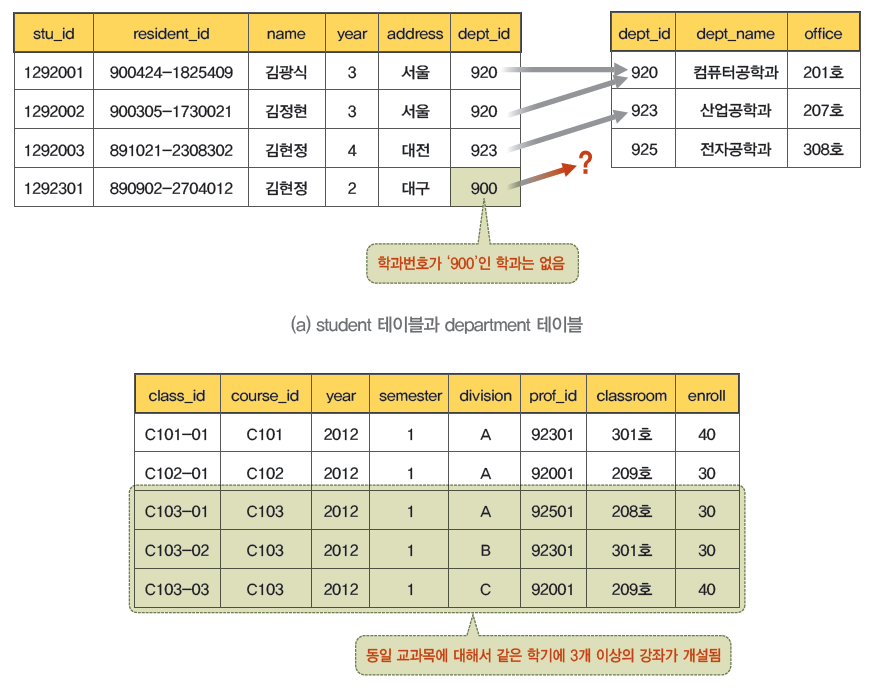 stu_id resident_id name year address dept_id
1292001 900424-1825409 김광식 3 서울 920
1292002 900305-1730021 김정현 3 서울 920
1292003 891021-2308302 김현정 4 대전 923
1292301 890902-2704012 김현정 2 대구 900
dept_id dept_name office
920 컴퓨터공학과 201호
923 산업공학과 207호
925 전자공학과 308호
?
학과번호가 ‘900’인 학과는 없음
(a) student 테이블과 department 테이블
class_id course_id year semester division prof_id classroom enroll
C101-01 C101 2012 1 A 92301 301호 40
C102-01 C102 2012 1 A 92001 209호 30
C103-01 C103 2012 1 A 92501 208호 30
C103-02 C103 2012 1 B 92301 301호 30
C103-03 C103 2012 1 C 92001 209호 40
동일 교과목에 대해서 같은 학기에 3개 이상의 강좌가 개설됨